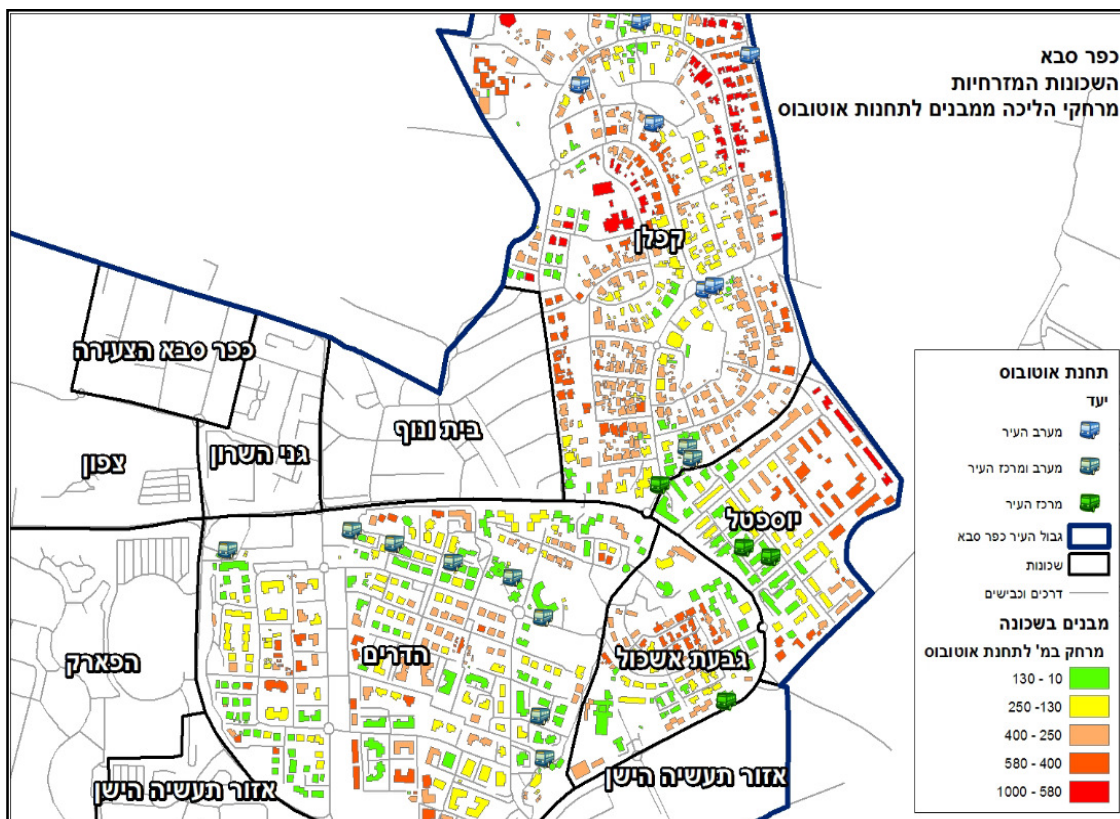 כפר סבא
השכונות המזרחיות
מרחקי הליכה ממבנים לתחנות אוטובוס
קפלן
כפר סבא הצעירה
בית ונוף
גני השרון
צפון
יוספטל
הפארק
הדרים
גבעת אשכול
אזור תעשיה הישן
אזור תעשיה הישן
תחנת אוטובוס
יעד
מערב העיר
מערב ומרכז העיר
מרכז העיר
גבול העיר כפר סבא
שכונות
דרכים וכבישים
מבנים בשכונה
מרחק במ' לתחנת אוטובוס
130 - 10
250 -130
400 - 250
580 - 400
1000 - 580